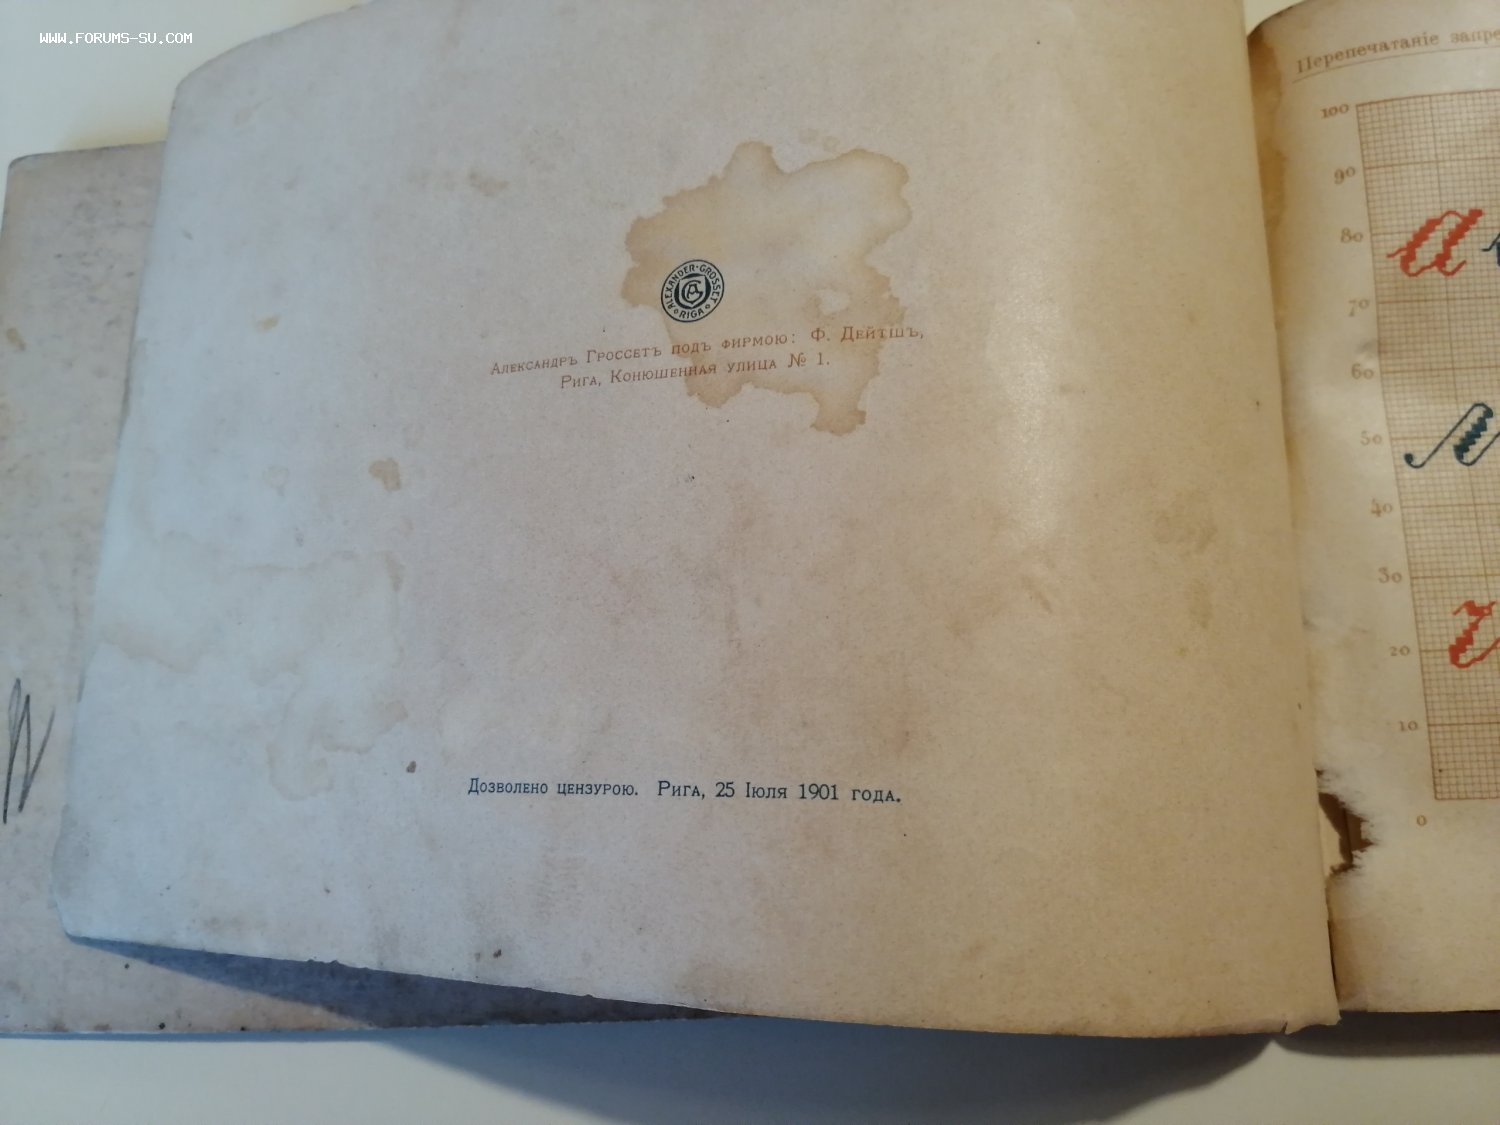 WWW.FORUMS-SU.COM
ALEXANDER·GROSSET
RIGA
Александръ Гроссетъ подъ фирмою: Ф. Дейтшъ,
Рига, Конюшенная улица № 1.
Дозволено цензурою. Рига, 25 Іюля 1901 года.
Перепечатаніе
100
90
80
70
60
50
40
30
20
10
0